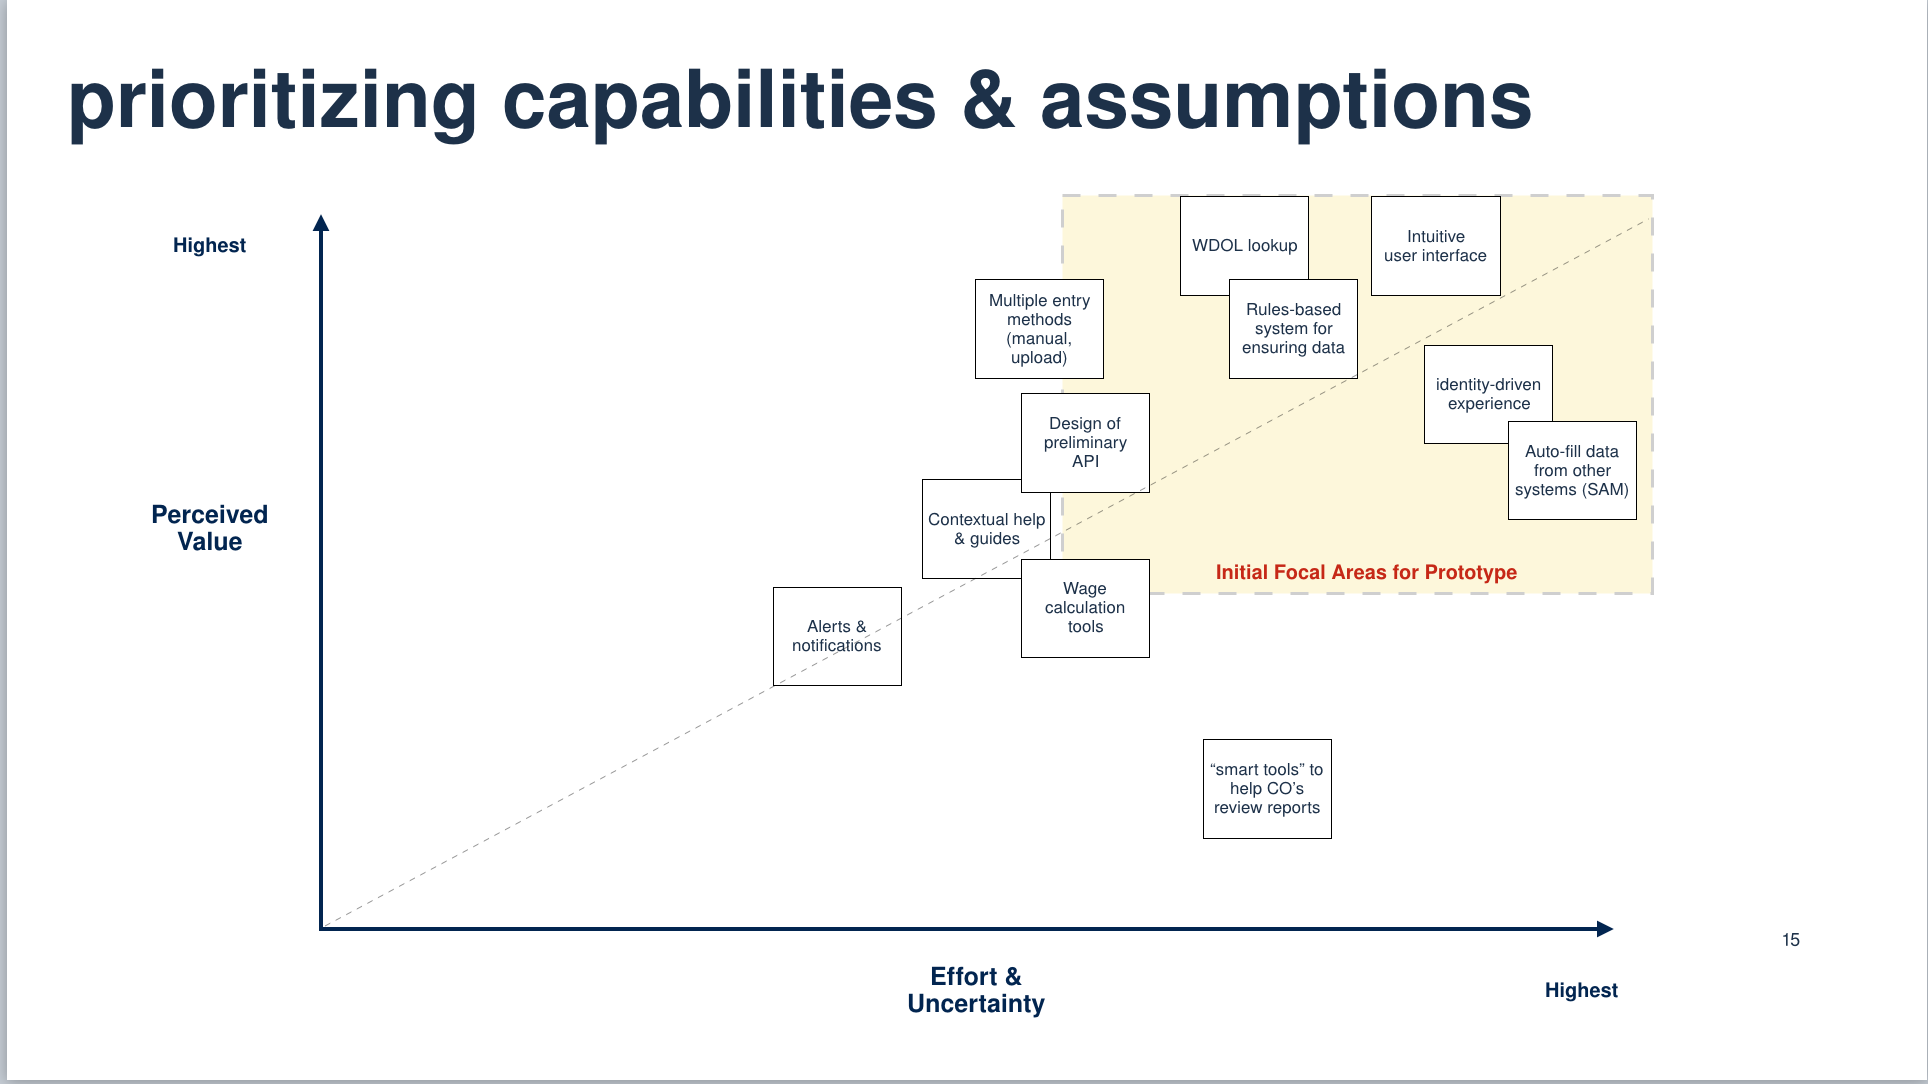 prioritizing capabilities & assumptions
Highest
WDOL lookup
Intuitive
user interface
Multiple entry
methods
(manual,
upload)
Rules-based
system for
ensuring data
identity-driven
experience
Design of
preliminary
API
Auto-fill data
from other
systems (SAM)
Perceived
Value
Contextual help
& guides
Initial Focal Areas for Prototype
Wage
calculation
tools
Alerts &
notifications
“smart tools” to
help CO’s
review reports
15
Effort &
Uncertainty
Highest